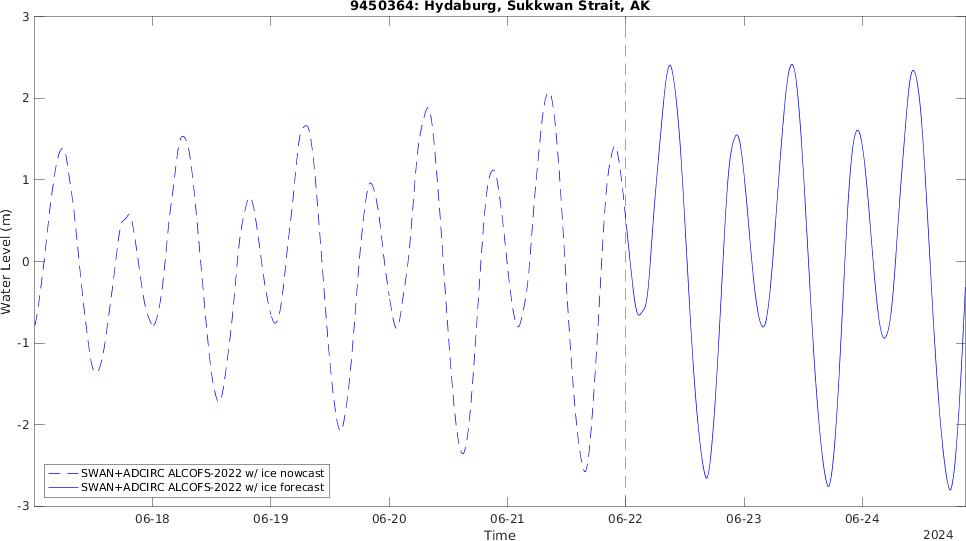 9450364: Hydaburg, Sukkwan Strait, AK
3
2
1
0
-1
-2
-3
Water Level (m)
SWAN+ADCIRC ALCOFS-2022 w/ ice nowcast
SWAN+ADCIRC ALCOFS-2022 w/ ice forecast
06-18 06-19 06-20 06-21 06-22 06-23 06-24
Time
2024